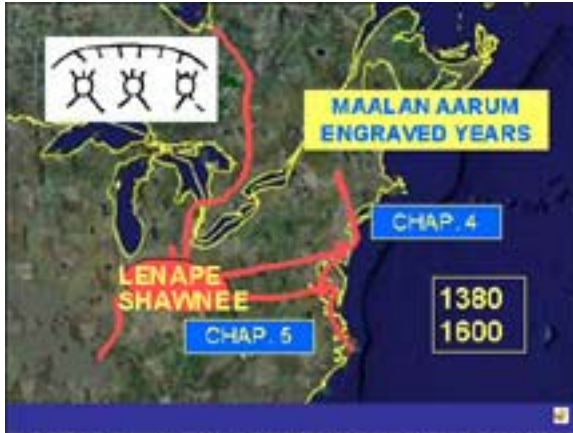 MAALAN AARUM
ENGRAVED YEARS
CHAP. 4
LENAPE
SHAWNEE
1380
1600
CHAP. 5